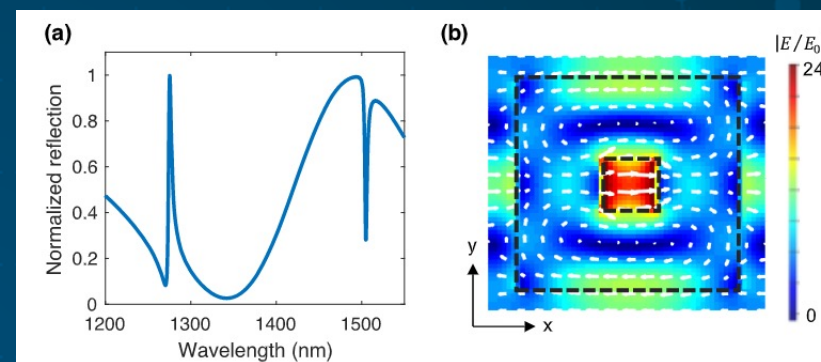 (a)
Normalized reflection
1
0.8
0.6
0.4
0.2
0
1200 1300 1400 1500
Wavelength (nm)
(b)
|E/E0
24
0
y
x